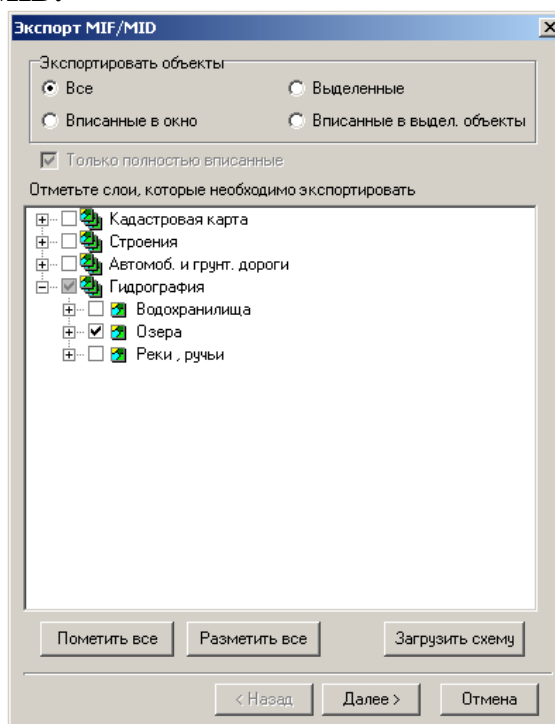 Экспорт MIF/MID
Экспортировать объекты
Все
Выделенные
Вписанные в окно
Вписанные в выдел. объекты
Только полностью вписанные
Отметьте слои, которые необходимо экспортировать
Кадастровая карта
Строения
Автомоб. и грунт. дороги
Гидрография
Водохранилища
Озера
Реки , ручьи
Пометить все
Разметить все
Загрузить схему
< Назад
Далее >
Отмена